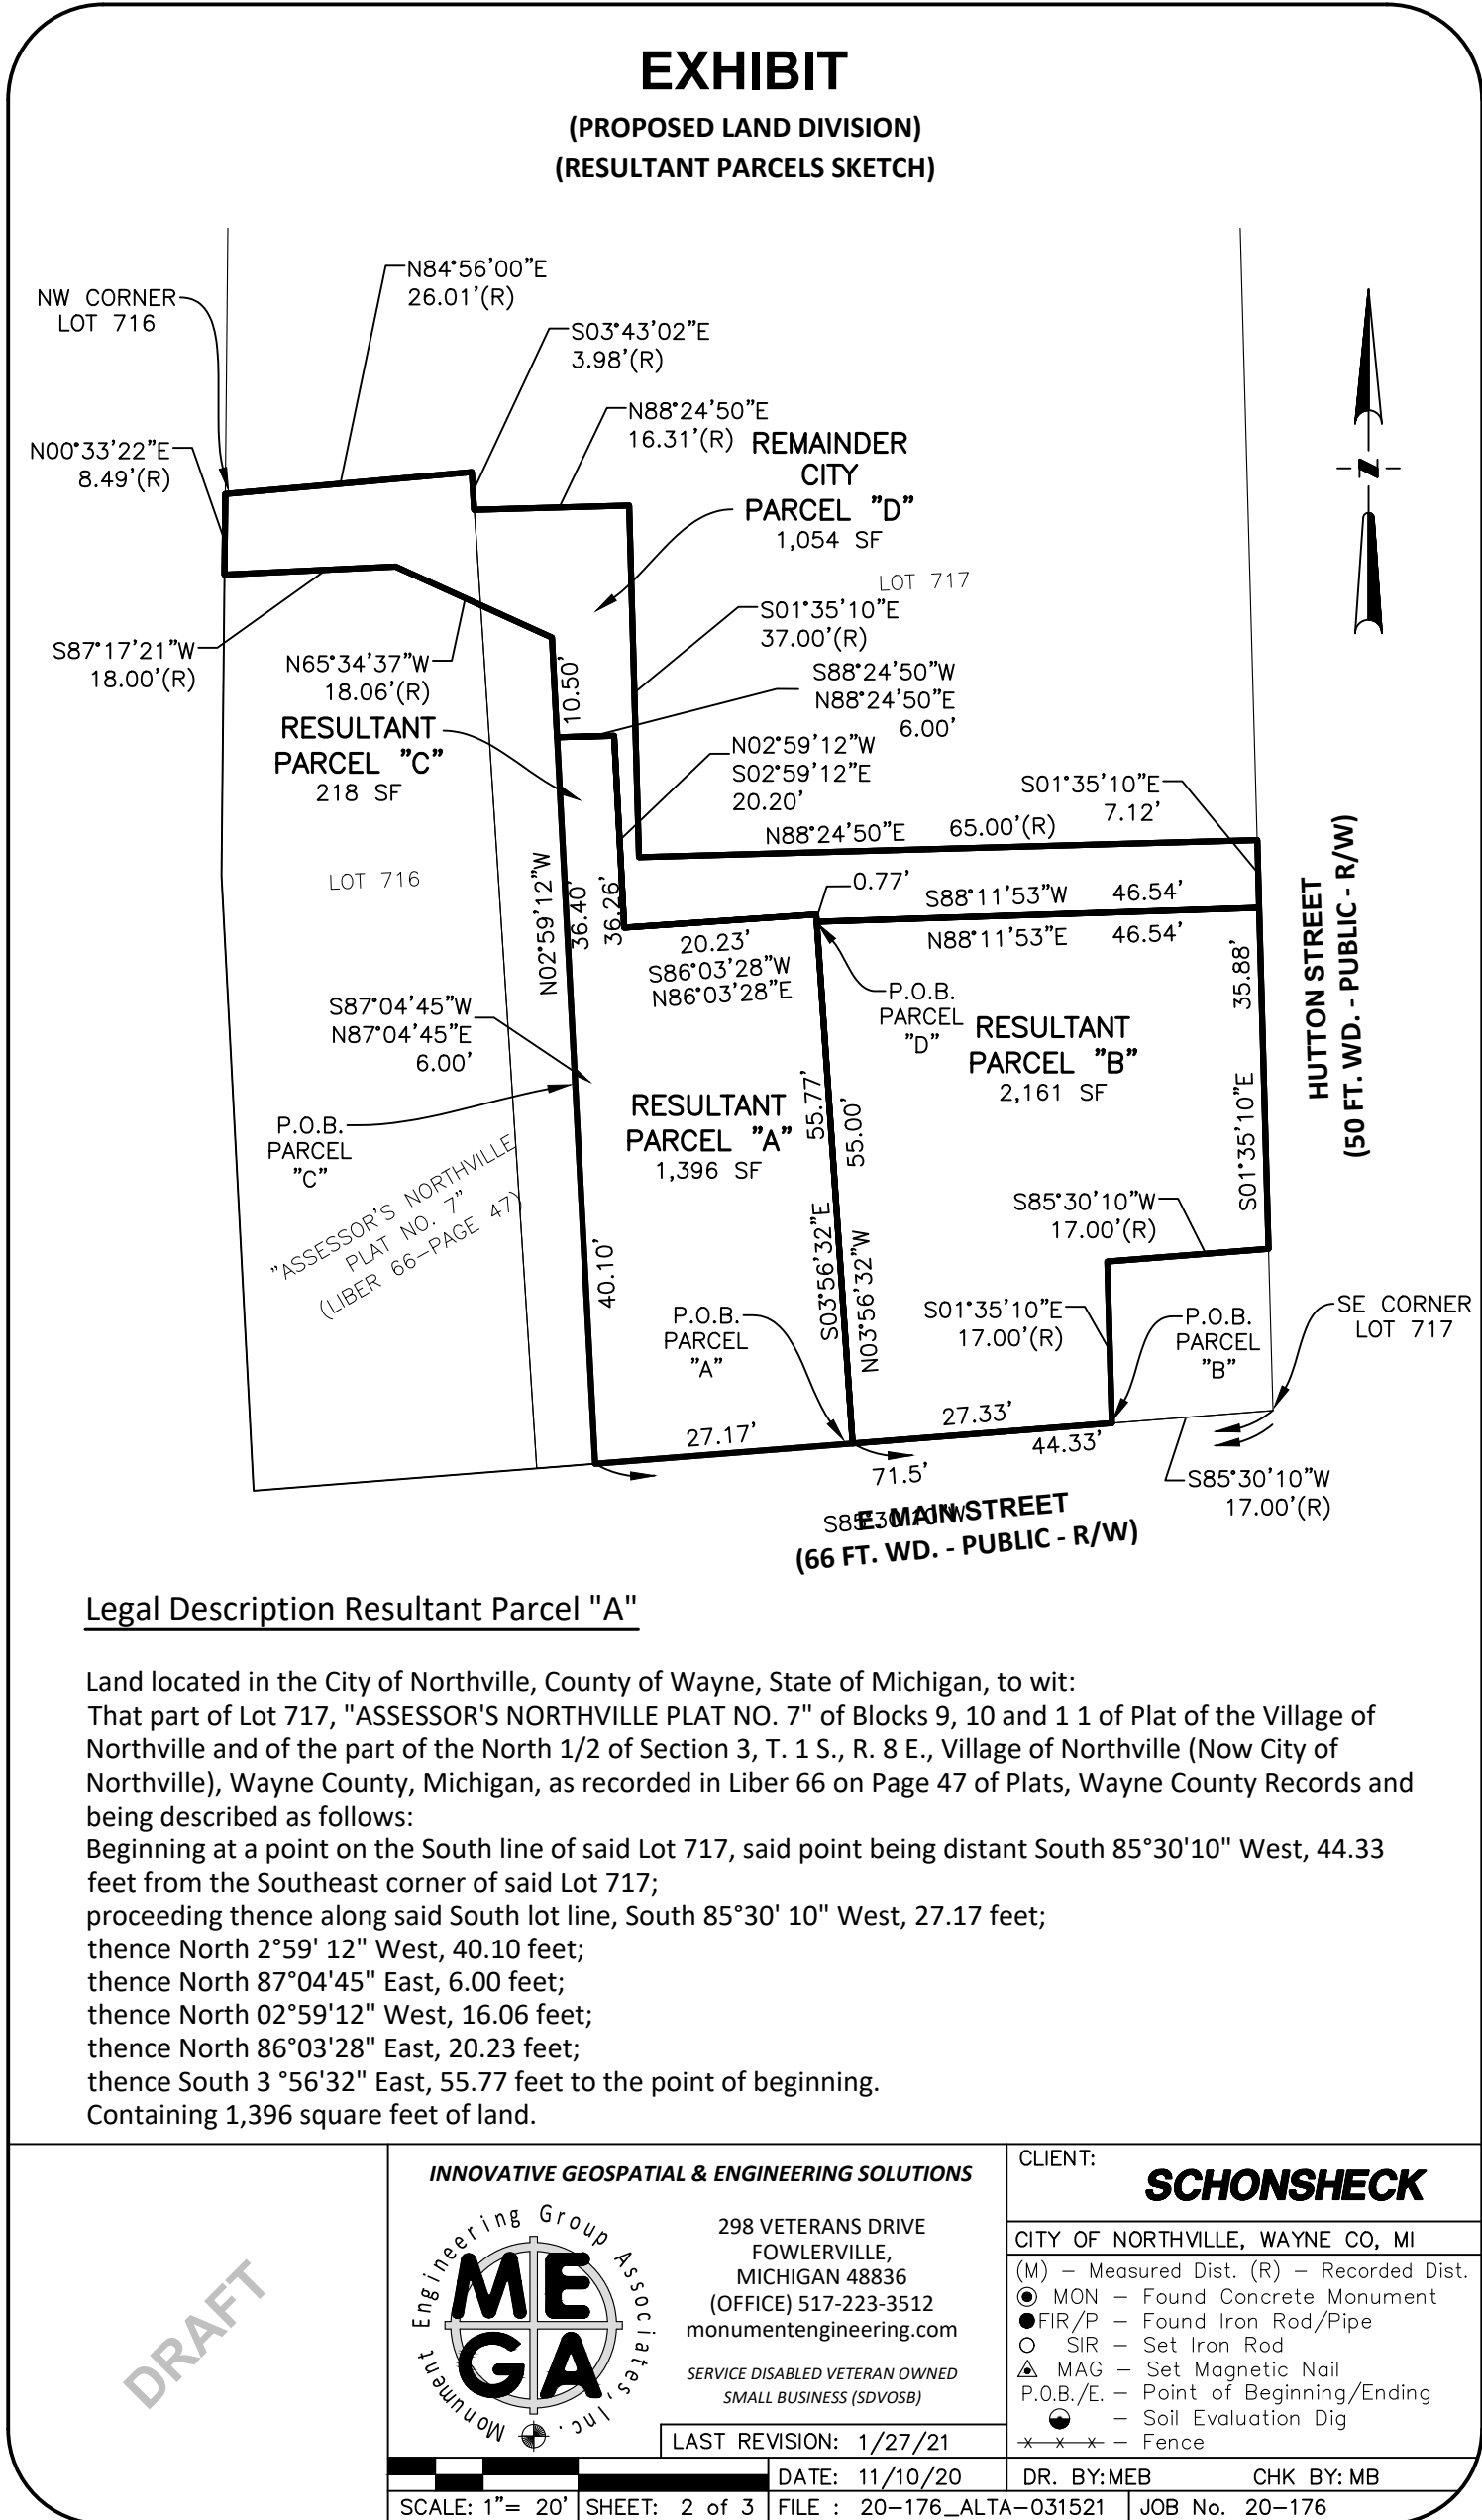 EXHIBIT
(PROPOSED LAND DIVISION)
(RESULTANT PARCELS SKETCH)
NW CORNER
LOT 716
N84°56'00"E
26.01'(R)
S03°43'02"E
3.98'(R)
N88°24'50"E
16.31'(R)
N00°33'22"E
8.49'(R)
REMAINDER
CITY
PARCEL "D"
1,054 SF
LOT 717
S87°17'21"W
18.00'(R)
N65°34'37"W
18.06'(R)
10.50'
S01°35'10"E
37.00'(R)
S88°24'50"W
N88°24'50"E
6.00'
RESULTANT
PARCEL "C"
218 SF
N02°59'12"W
S02°59'12"E
20.20'
S01°35'10"E
7.12'
N88°24'50"E 65.00'(R)
LOT 716
N02°59'12"W
36.40'
36.26'
0.77'
S88°11'53"W 46.54'
N88°11'53"E 46.54'
20.23'
S86°03'28"W
N86°03'28"E
35.88'
S01°35'10"E
HUTTON STREET
(50 FT. WD. - PUBLIC - R/W)
S87°04'45"W
N87°04'45"E
6.00'
P.O.B.
PARCEL
"D"
RESULTANT
PARCEL "B"
2,161 SF
P.O.B.
PARCEL
"C"
RESULTANT
PARCEL "A"
1,396 SF
55.77'
55.00'
S03°56'32"E
N03°56'32"W
"ASSESSOR'S NORTHVILLE
PLAT NO. 7"
(LIBER 66-PAGE 47)
40.10'
S85°30'10"W
17.00'(R)
P.O.B.
PARCEL
"A"
S01°35'10"E
17.00'(R)
P.O.B.
PARCEL
"B"
SE CORNER
LOT 717
27.17'
27.33'
44.33'
71.5'
S85°30'10"W
17.00'(R)
S85°30'10"W
E. MAIN STREET
(66 FT. WD. - PUBLIC - R/W)
Legal Description Resultant Parcel "A"
Land located in the City of Northville, County of Wayne, State of Michigan, to wit:
That part of Lot 717, "ASSESSOR'S NORTHVILLE PLAT NO. 7" of Blocks 9, 10 and 1 1 of Plat of the Village of
Northville and of the part of the North 1/2 of Section 3, T. 1 S., R. 8 E., Village of Northville (Now City of
Northville), Wayne County, Michigan, as recorded in Liber 66 on Page 47 of Plats, Wayne County Records and
being described as follows:
Beginning at a point on the South line of said Lot 717, said point being distant South 85°30'10" West, 44.33
feet from the Southeast corner of said Lot 717;
proceeding thence along said South lot line, South 85°30' 10" West, 27.17 feet;
thence North 2°59' 12" West, 40.10 feet;
thence North 87°04'45" East, 6.00 feet;
thence North 02°59'12" West, 16.06 feet;
thence North 86°03'28" East, 20.23 feet;
thence South 3 °56'32" East, 55.77 feet to the point of beginning.
Containing 1,396 square feet of land.
DRAFT
INNOVATIVE GEOSPATIAL & ENGINEERING SOLUTIONS
Monument Engineering Group Associates, Inc.
ME
GA
298 VETERANS DRIVE
FOWLERVILLE,
MICHIGAN 48836
(OFFICE) 517-223-3512
monumentengineering.com
SERVICE DISABLED VETERAN OWNED
SMALL BUSINESS (SDVOSB)
LAST REVISION: 1/27/21
CLIENT:
SCHONSHECK
CITY OF NORTHVILLE, WAYNE CO, MI
(M) – Measured Dist. (R) – Recorded Dist.
MON – Found Concrete Monument
FIR/P – Found Iron Rod/Pipe
SIR – Set Iron Rod
MAG – Set Magnetic Nail
P.O.B./E. – Point of Beginning/Ending
– Soil Evaluation Dig
x x x – Fence
DATE: 11/10/20
DR. BY:MEB CHK BY: MB
SCALE: 1"= 20'
SHEET: 2 of 3
FILE : 20-176_ALTA-031521
JOB No. 20-176